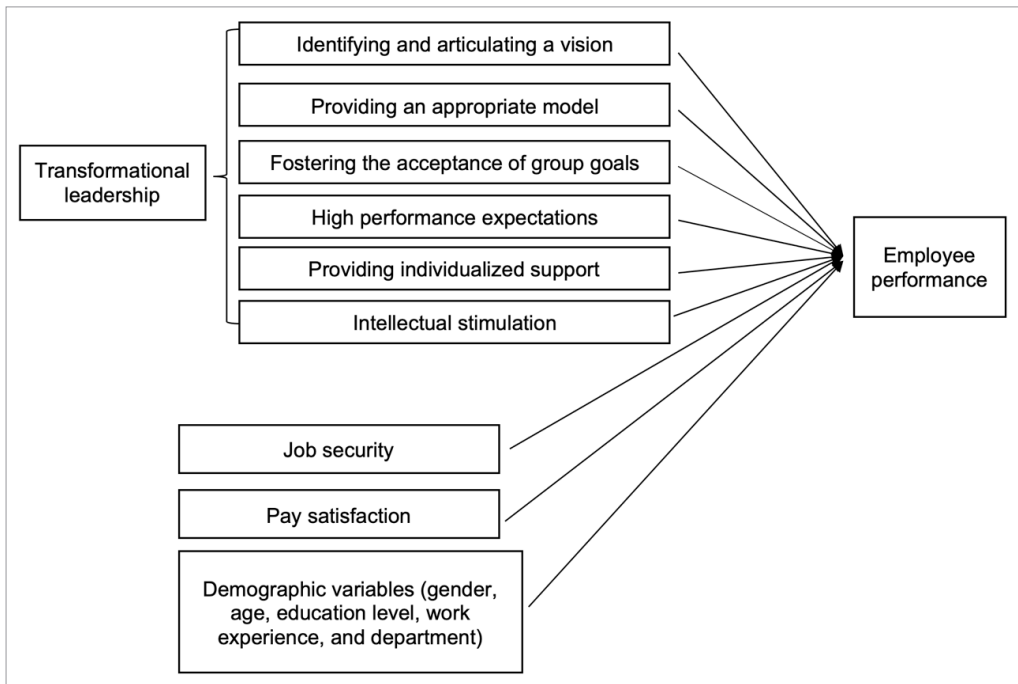 Identifying and articulating a vision
Providing an appropriate model
Fostering the acceptance of group goals
Transformational
leadership
High performance expectations
Providing individualized support
Intellectual stimulation
Employee
performance
Job security
Pay satisfaction
Demographic variables (gender,
age, education level, work
experience, and department)